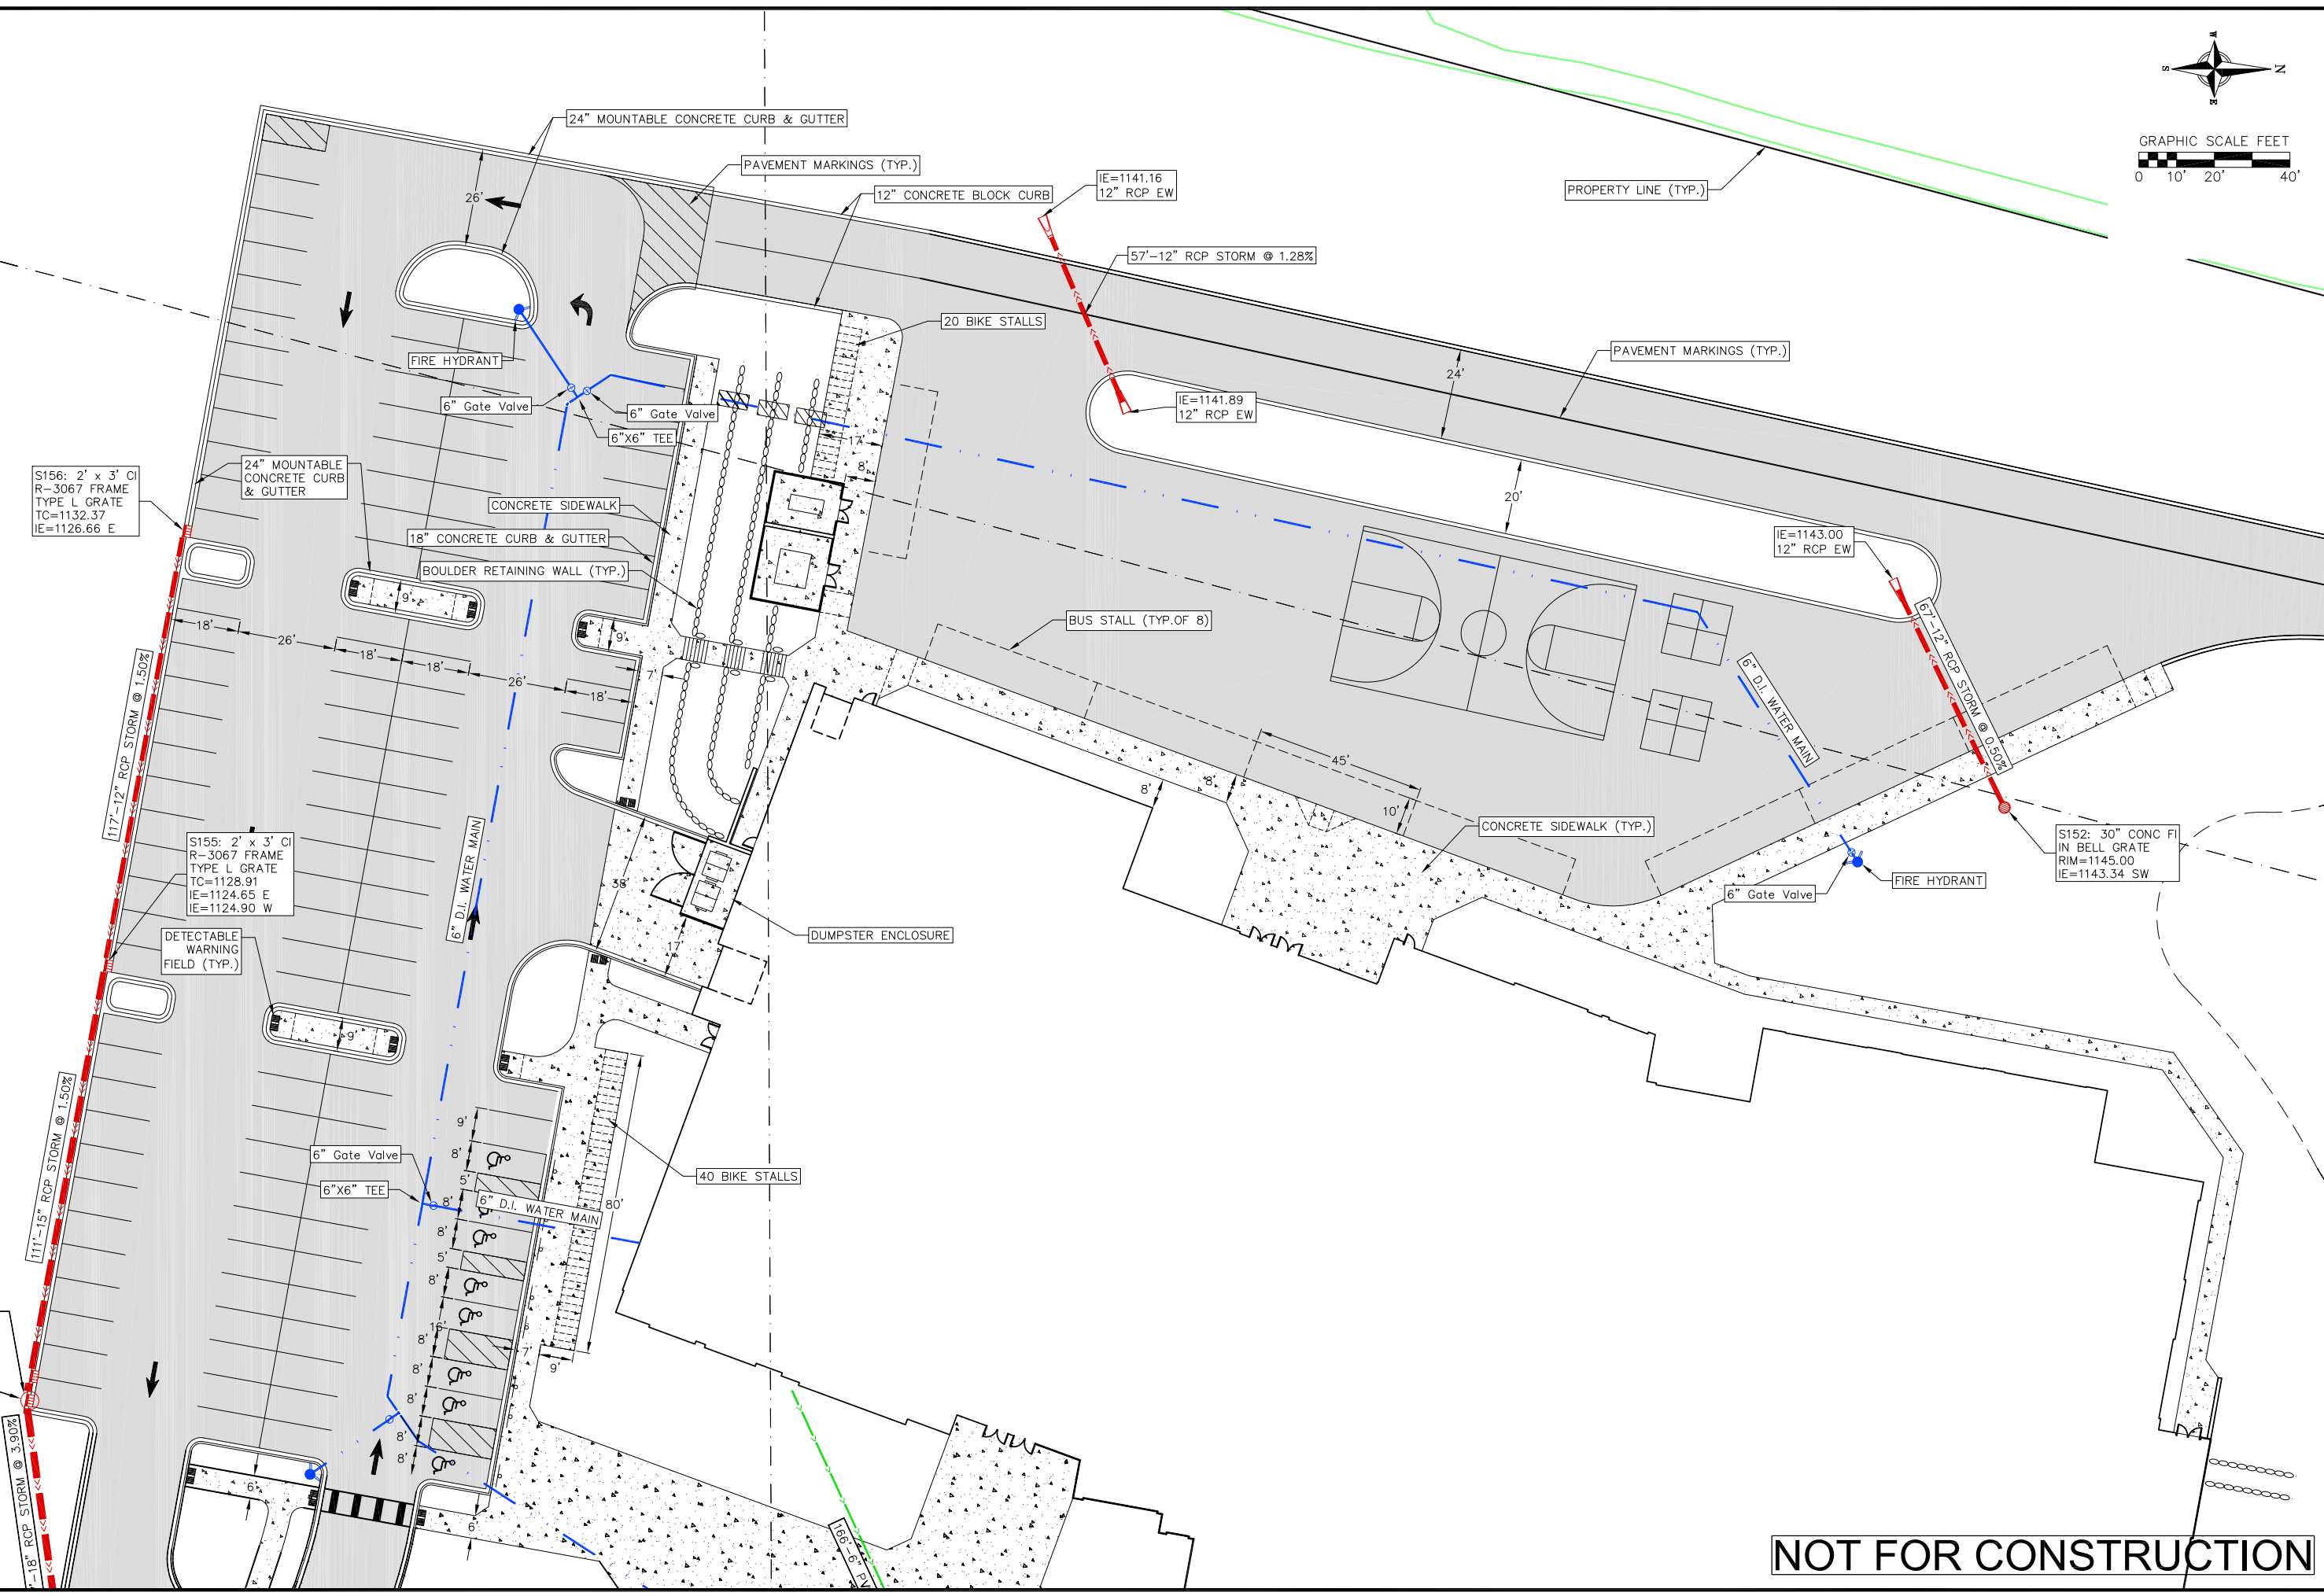 24" MOUNTABLE CONCRETE CURB & GUTTER
PAVEMENT MARKINGS (TYP.)
12" CONCRETE BLOCK CURB
IE=1141.16
12" RCP EW
PROPERTY LINE (TYP.)
W
S
N
E
GRAPHIC SCALE FEET
0
10'
20'
40'
26'
57'-12" RCP STORM @ 1.28%
20 BIKE STALLS
FIRE HYDRANT
PAVEMENT MARKINGS (TYP.)
24'
6" Gate Valve
6" Gate Valve
6"X6" TEE
IE=1141.89
12" RCP EW
17'
8'
S156: 2' x 3' CI
R-3067 FRAME
TYPE L GRATE
TC=1132.37
IE=1126.66 E
24" MOUNTABLE
CONCRETE CURB
& GUTTER
CONCRETE SIDEWALK
18" CONCRETE CURB & GUTTER
BOULDER RETAINING WALL (TYP.)
20'
IE=1143.00
12" RCP EW
9'
9'
BUS STALL (TYP.OF 8)
18'
26'
18'
18'
26'
18'
7'
117'-12" RCP STORM @ 1.50%
6" D.I. WATER MAIN
67'-12" RCP STORM @ 0.50%
45'
10'
8'
8'
CONCRETE SIDEWALK (TYP.)
S152: 30" CONC FI
IN BELL GRATE
RIM=1145.00
IE=1143.34 SW
FIRE HYDRANT
6" Gate Valve
S155: 2' x 3' CI
R-3067 FRAME
TYPE L GRATE
TC=1128.91
IE=1124.65 E
IE=1124.90 W
6" D.I. WATER MAIN
38'
17'
DUMPSTER ENCLOSURE
DETECTABLE
WARNING
FIELD (TYP.)
9'
111'-15" RCP STORM @ 1.50%
9'
8'
5'
8'
8'
5'
8'
16'
8'
8'
8'
8'
8'
6" Gate Valve
6"X6" TEE
6" D.I. WATER MAIN
80'
40 BIKE STALLS
6'
7'
9'
6'
6'
'-18" RCP STORM @ 3.90%
166'-6" PV
NOT FOR CONSTRUCTION